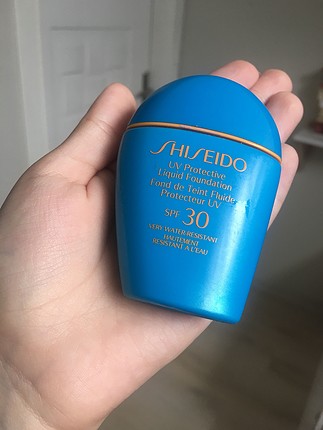 SHISEIDO
UV Protective
Liquid Foundation
Fond de Teint Fluide
Protecteur UV
SPF 30
VERY WATER-RESISTANT
HAUTEMENT
RÉSISTANT À L'EAU